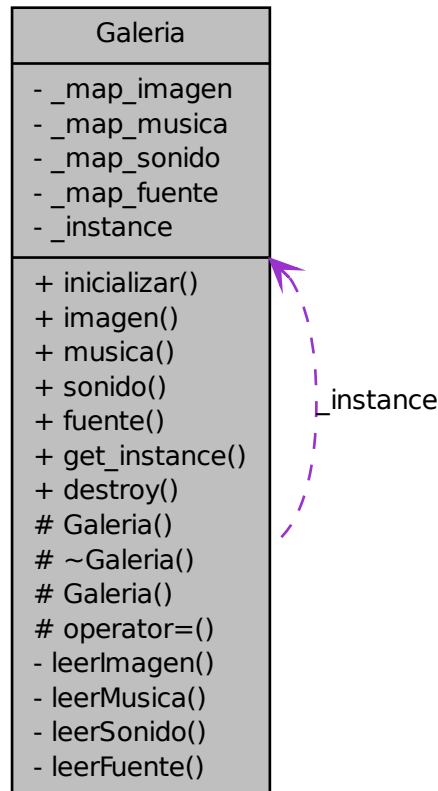 Galeria
- _map_imagen
- _map_musica
- _map_sonido
- _map_fuente
- _instance
+ inicializar()
+ imagen()
+ musica()
+ sonido()
+ fuente()
+ get_instance()
+ destroy()
# Galeria()
# ~Galeria()
# Galeria()
# operator=()
- leerImagen()
- leerMusica()
- leerSonido()
- leerFuente()
_instance